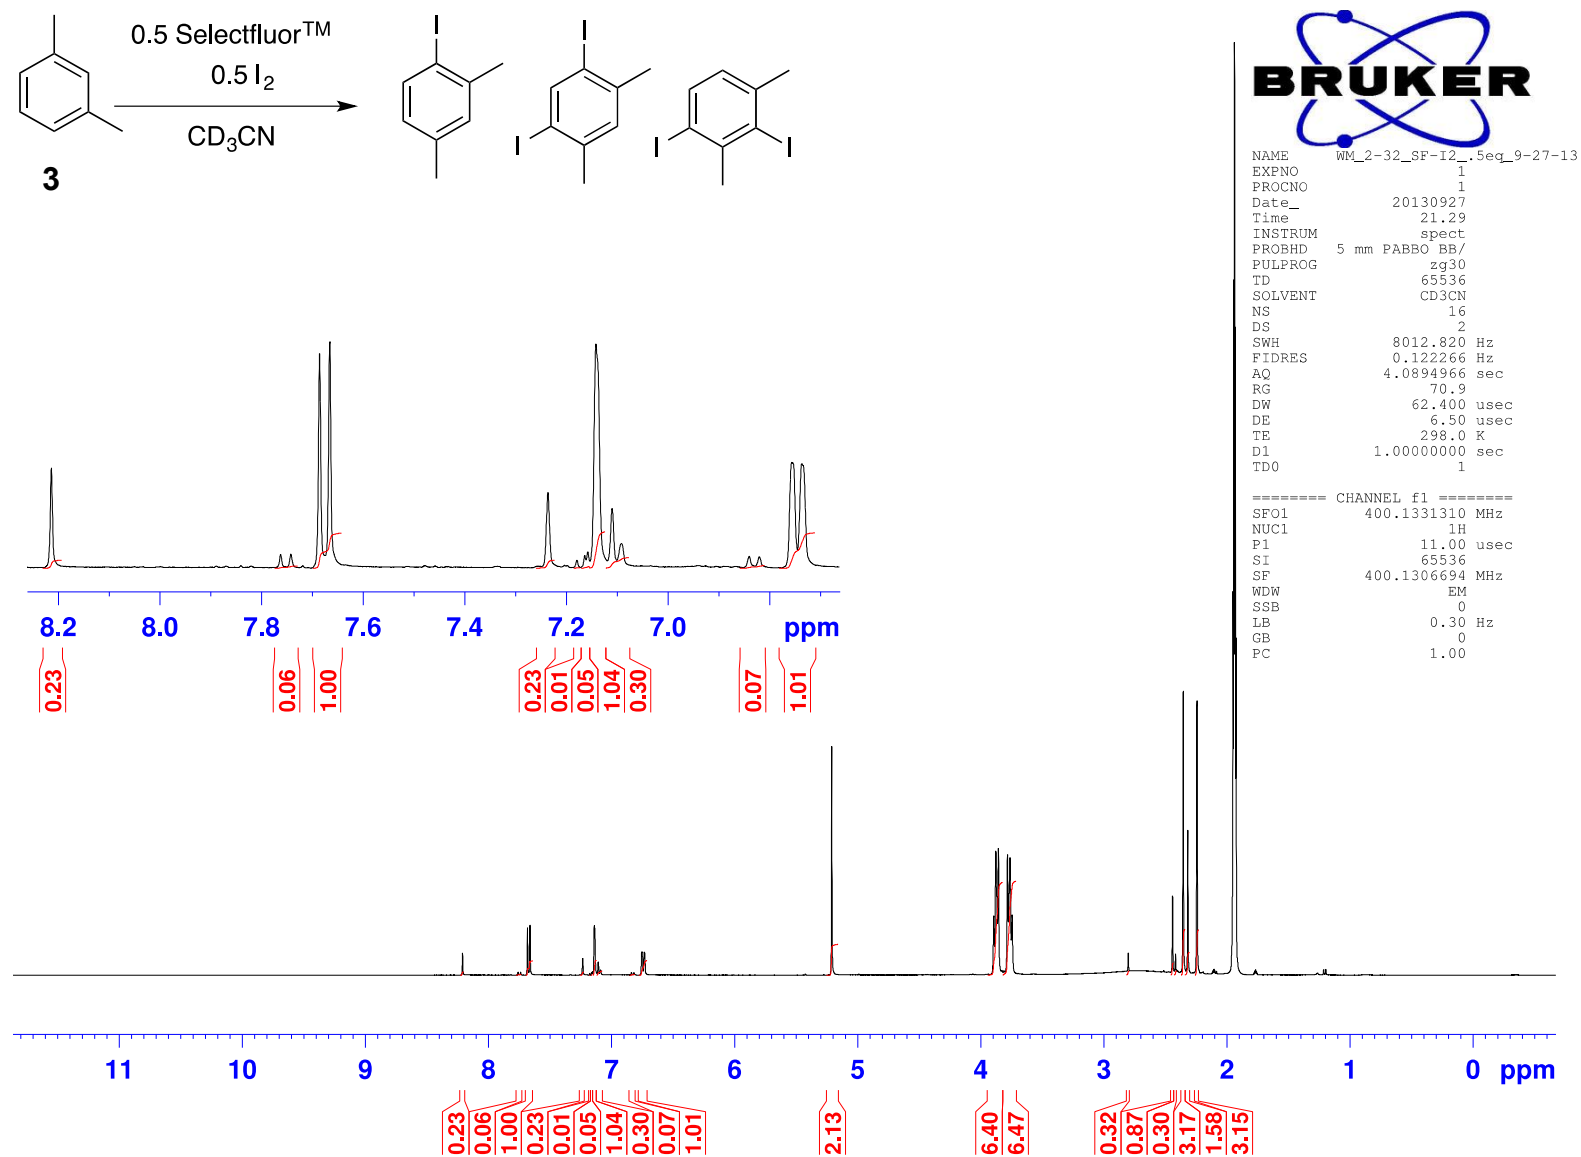 0.5 Selectfluor™
0.5 I2
CD3CN
3
I
I
I
I
I
BRUKER
NAME WM_2-32_SF-I2_.5eq_9-27-13
EXPNO 1
PROCNO 1
Date_ 20130927
Time 21.29
INSTRUM spect
PROBHD 5 mm PABBO BB/
PULPROG zg30
TD 65536
SOLVENT CD3CN
NS 16
DS 2
SWH 8012.820 Hz
FIDRES 0.122266 Hz
AQ 4.0894966 sec
RG 70.9
DW 62.400 usec
DE 6.50 usec
TE 298.0 K
D1 1.00000000 sec
TD0 1
======== CHANNEL f1 ========
SFO1 400.1331310 MHz
NUC1 1H
P1 11.00 usec
SI 65536
SF 400.1306694 MHz
WDW EM
SSB 0
LB 0.30 Hz
GB 0
PC 1.00
8.2 8.0 7.8 7.6 7.4 7.2 7.0 ppm
0.23 0.06 1.00 0.23 0.01 0.05 1.04 0.30 0.07 1.01
11 10 9 8 7 6 5 4 3 2 1 0 ppm
0.23 0.06 1.00 0.23 0.01 0.05 1.04 0.30 0.07 1.01 2.13 6.40 6.47 0.32 0.87 0.30 3.17 1.58 3.15